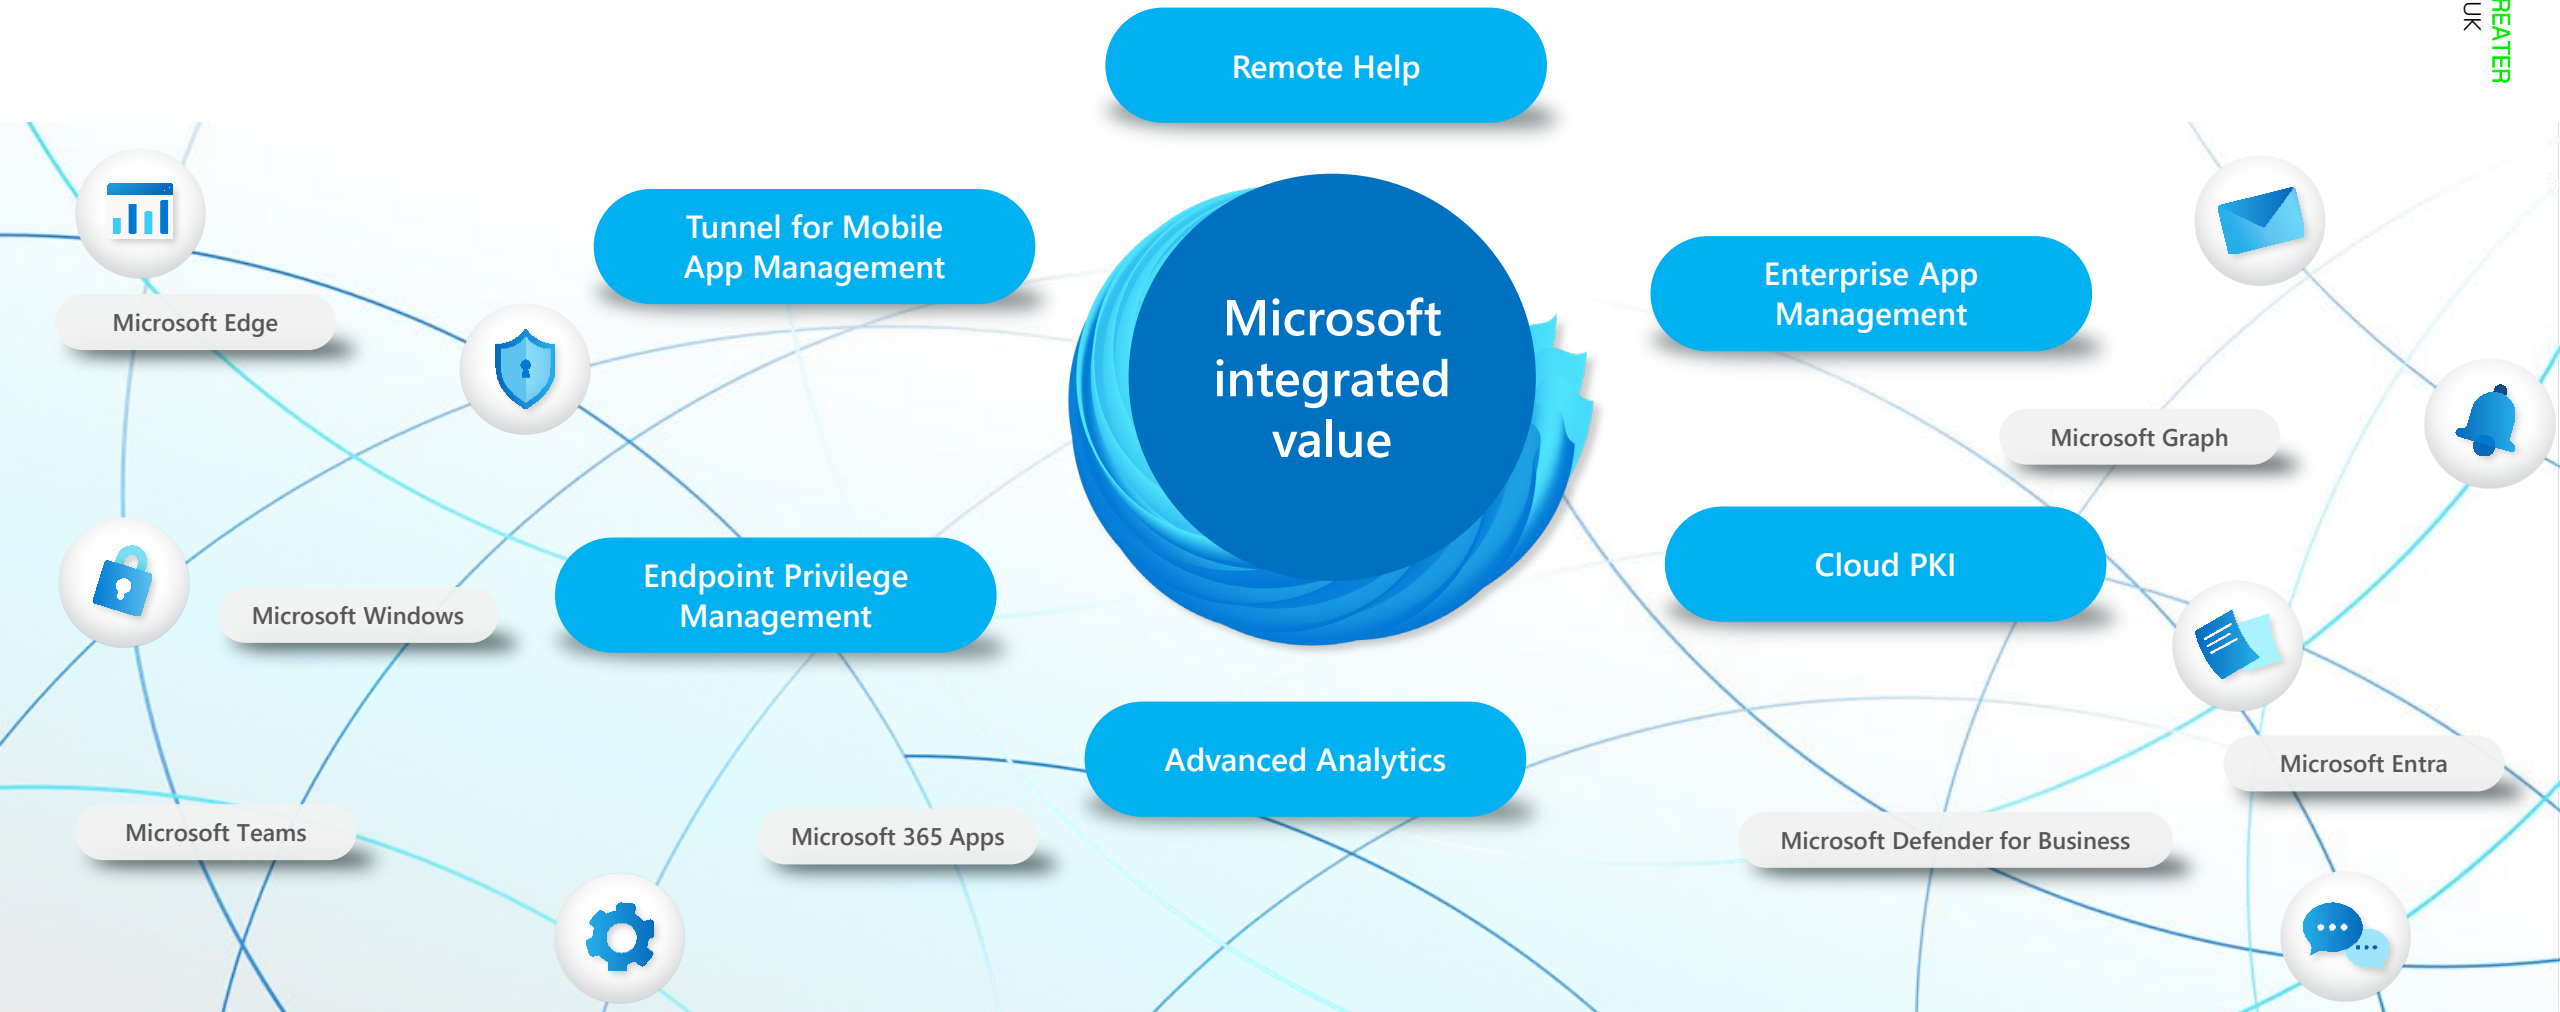 REATER
UK
Remote Help
Tunnel for Mobile
App Management
Enterprise App
Management
Microsoft Edge
Microsoft
integrated
value
Microsoft Graph
Endpoint Privilege
Management
Cloud PKI
Microsoft Windows
Advanced Analytics
Microsoft Entra
Microsoft Teams
Microsoft 365 Apps
Microsoft Defender for Business